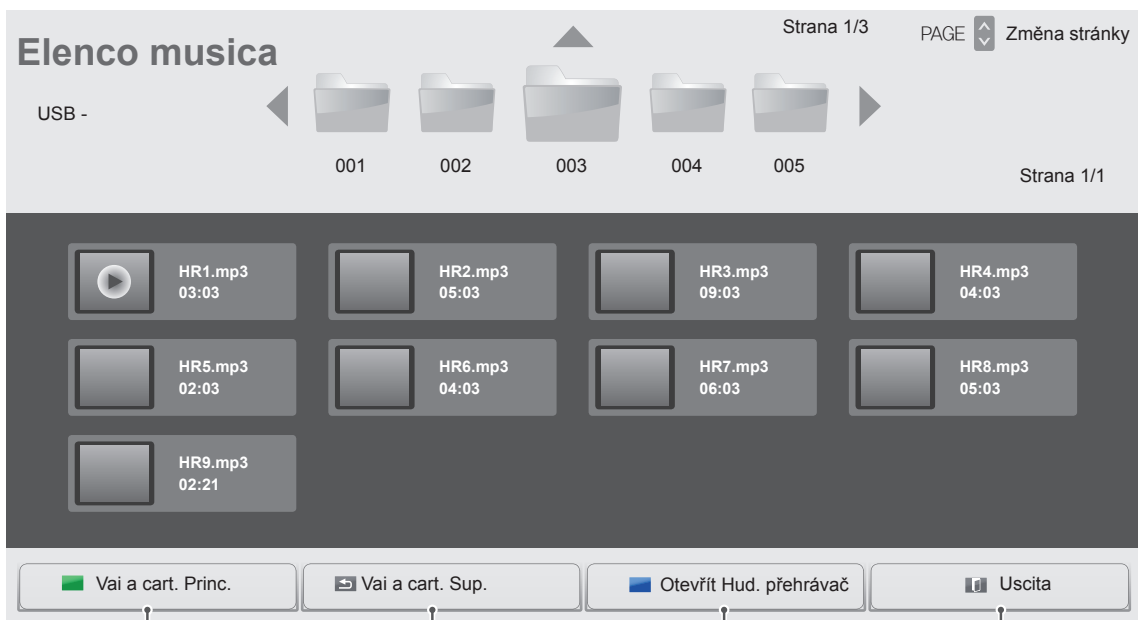 Elenco musica
Strana 1/3
PAGE Změna stránky
USB -
001 002 003 004 005
Strana 1/1
HR1.mp3
03:03
HR2.mp3
05:03
HR3.mp3
09:03
HR4.mp3
04:03
HR5.mp3
02:03
HR6.mp3
04:03
HR7.mp3
06:03
HR8.mp3
05:03
HR9.mp3
02:21
Vai a cart. Princ.
Vai a cart. Sup.
Otevřít Hud. přehrávač
Uscita